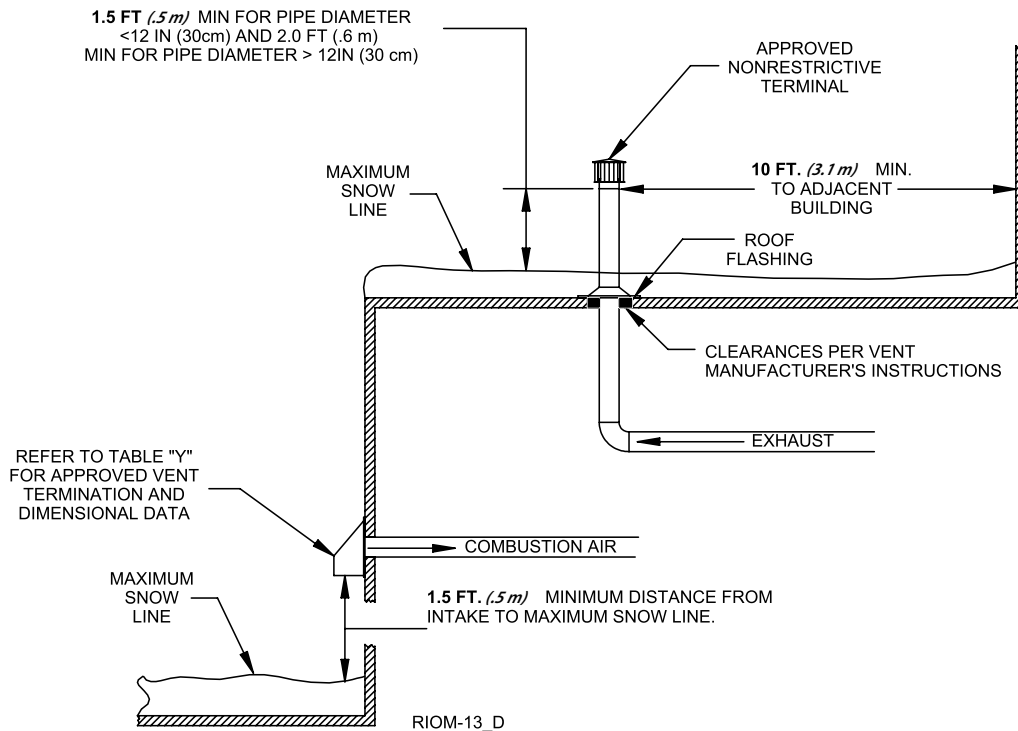 1.5 FT (.5 m) MIN FOR PIPE DIAMETER
<12 IN (30cm) AND 2.0 FT (.6 m)
MIN FOR PIPE DIAMETER > 12IN (30 cm)
APPROVED
NONRESTRICTIVE
TERMINAL
MAXIMUM
SNOW
LINE
10 FT. (3.1 m) MIN.
TO ADJACENT
BUILDING
ROOF
FLASHING
CLEARANCES PER VENT
MANUFACTURER'S INSTRUCTIONS
EXHAUST
REFER TO TABLE "Y"
FOR APPROVED VENT
TERMINATION AND
DIMENSIONAL DATA
COMBUSTION AIR
MAXIMUM
SNOW
LINE
1.5 FT. (.5 m) MINIMUM DISTANCE FROM
INTAKE TO MAXIMUM SNOW LINE.
RIOM-13_D